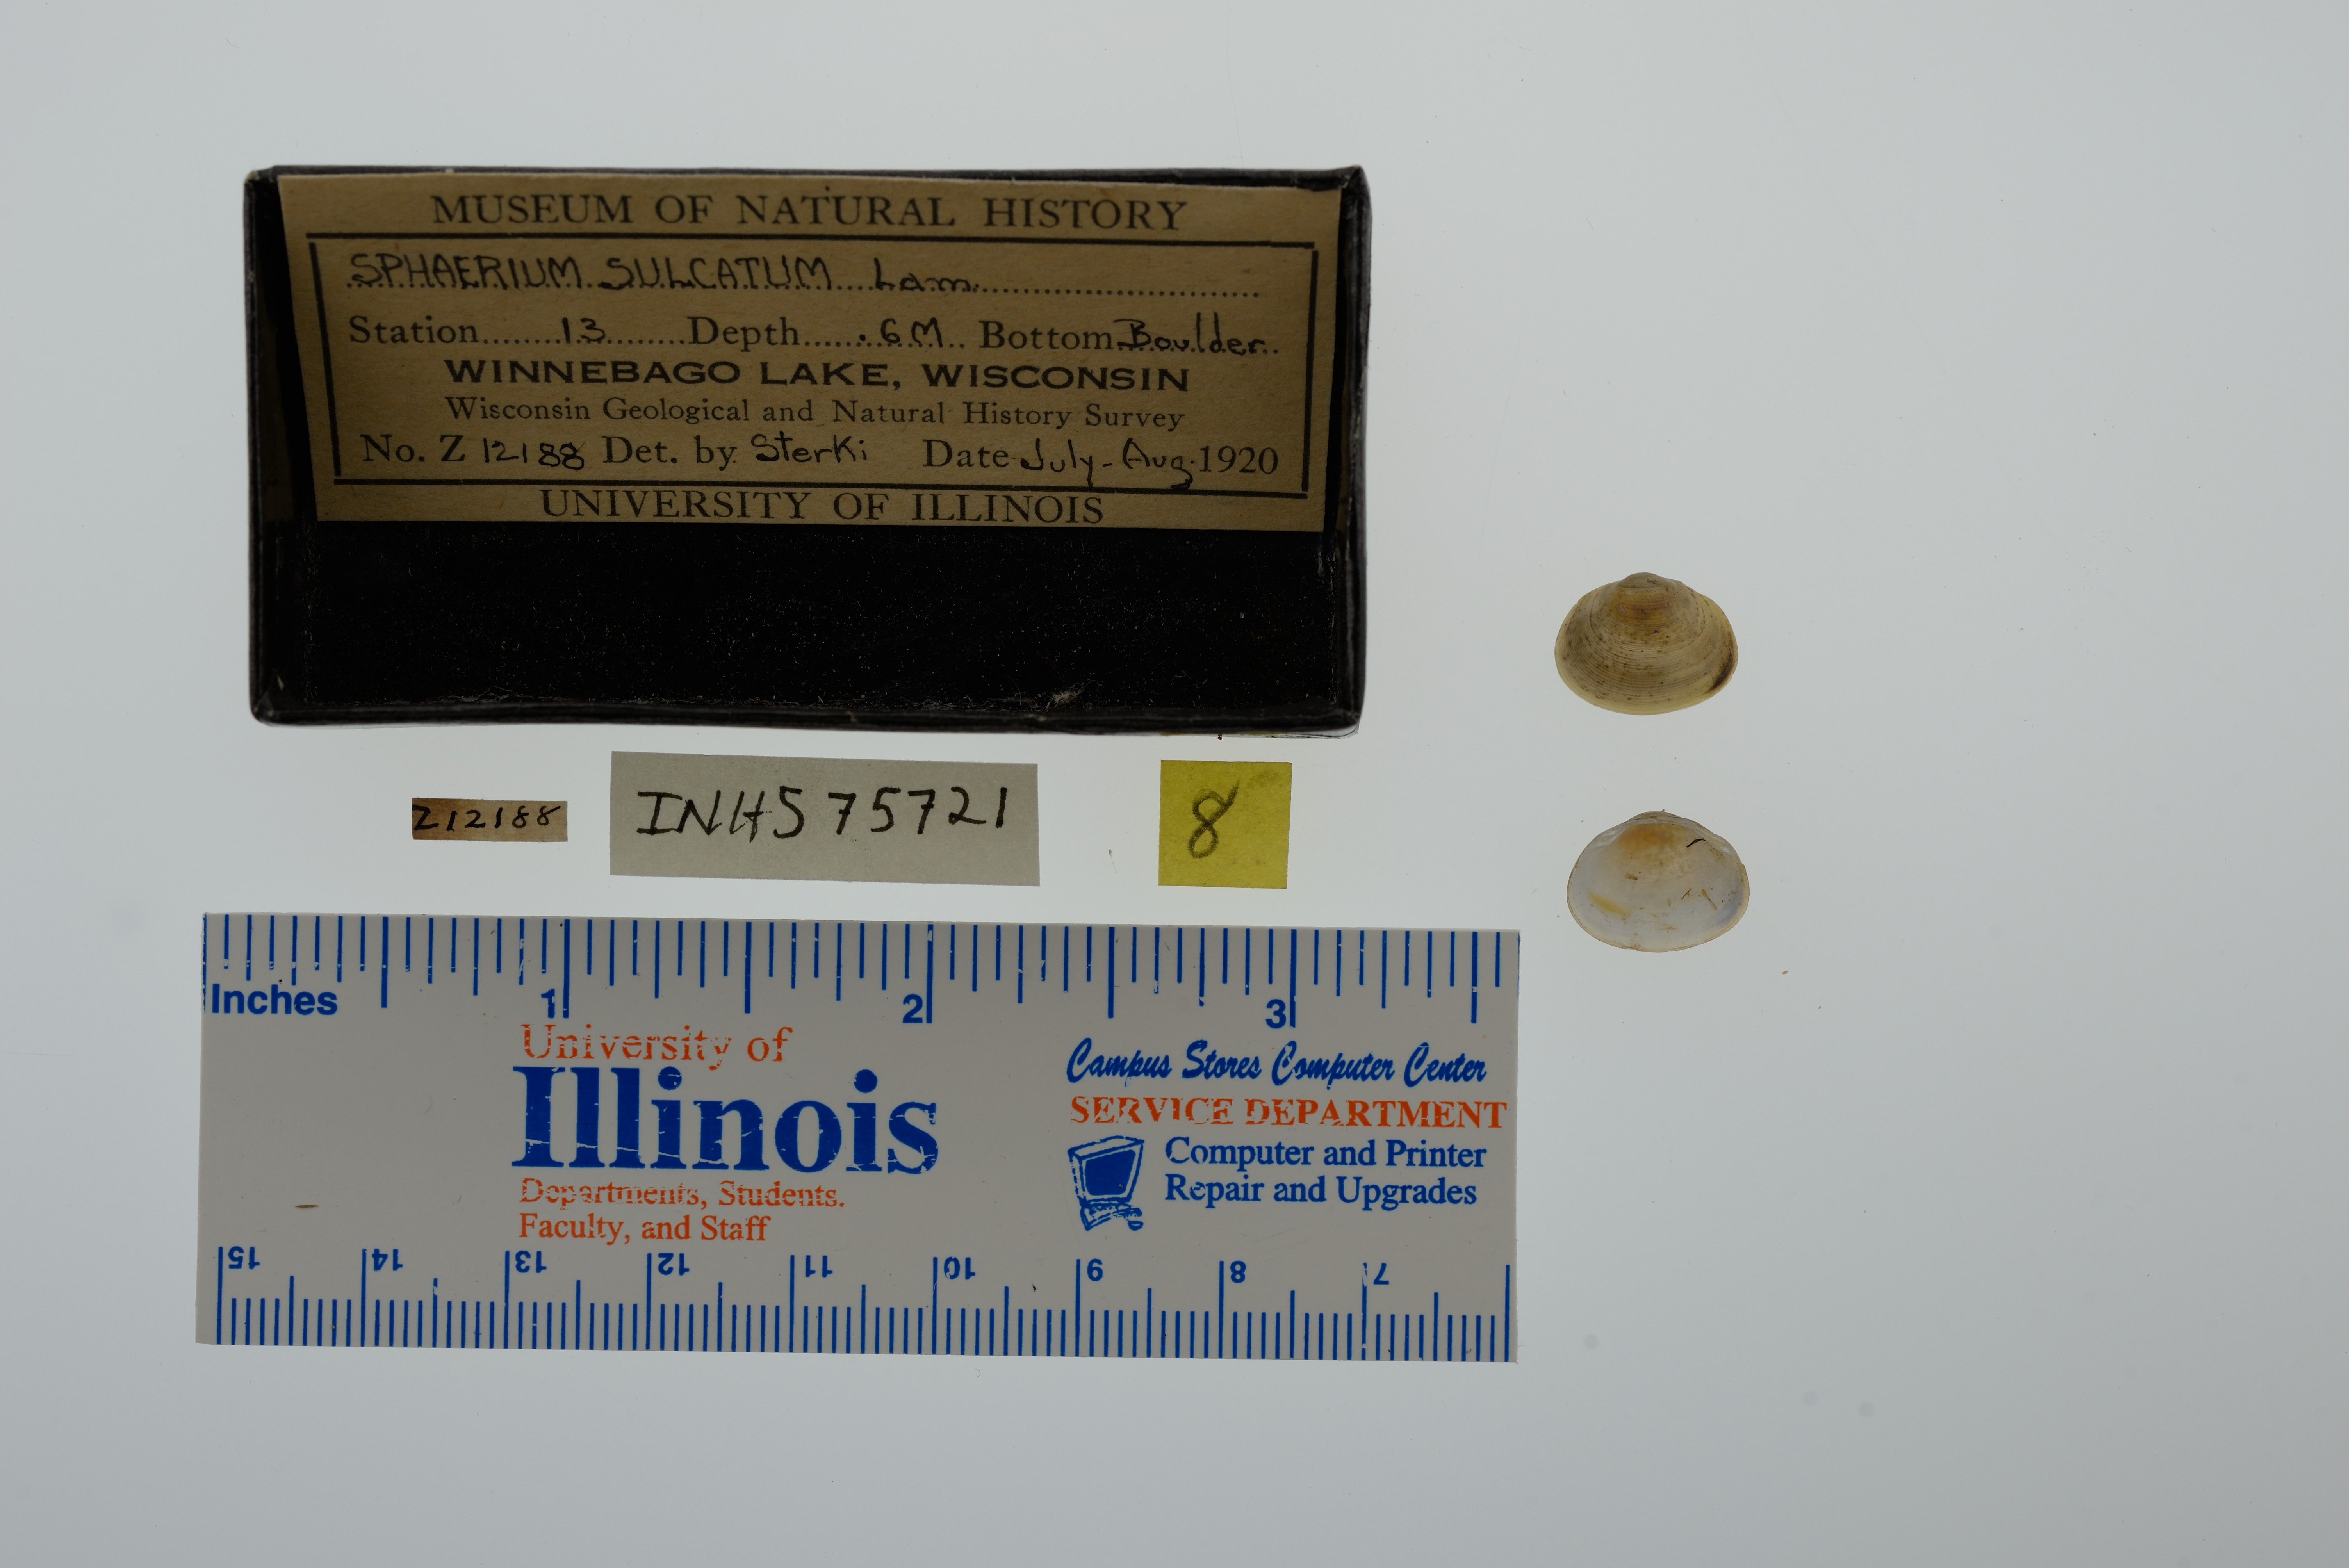 MUSEUM OF NATURAL HISTORY
SPHAERIUM SULCATUM Lam.
Station 13 Depth .6 M Bottom Boulder
WINNEBAGO LAKE, WISCONSIN
Wisconsin Geological and Natural History Survey
No. Z 12188 Det. by Sterki Date July-Aug. 1920
UNIVERSITY OF ILLINOIS
Z12188
INHS 75721
8
Inches 1 2 3
University of
Illinois
Departments, Students,
Faculty, and Staff
Campus Stores Computer Center
SERVICE DEPARTMENT
Computer and Printer
Repair and Upgrades
15 14 13 12 11 10 9 8 7